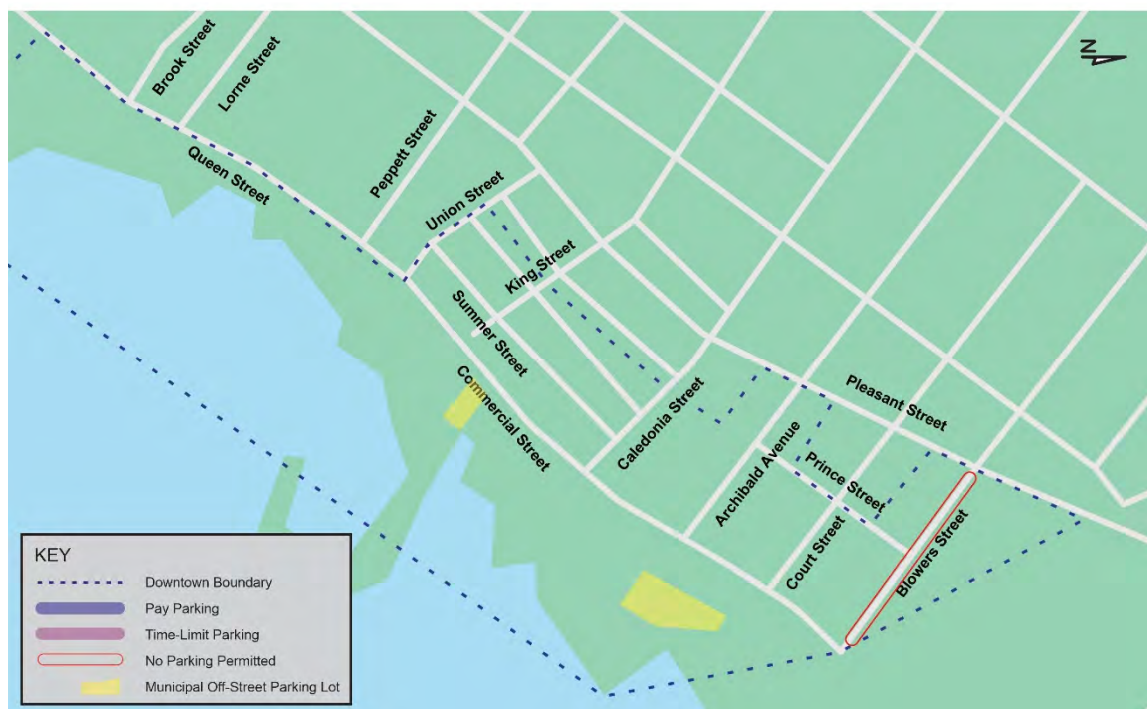 Brook Street
Lorne Street
N
Peppett Street
Queen Street
Union Street
King Street
Summer Street
Commercial Street
Caledonia Street
Pleasant Street
Archibald Avenue
Prince Street
Court Street
Blowers Street
KEY
Downtown Boundary
Pay Parking
Time-Limit Parking
No Parking Permitted
Municipal Off-Street Parking Lot